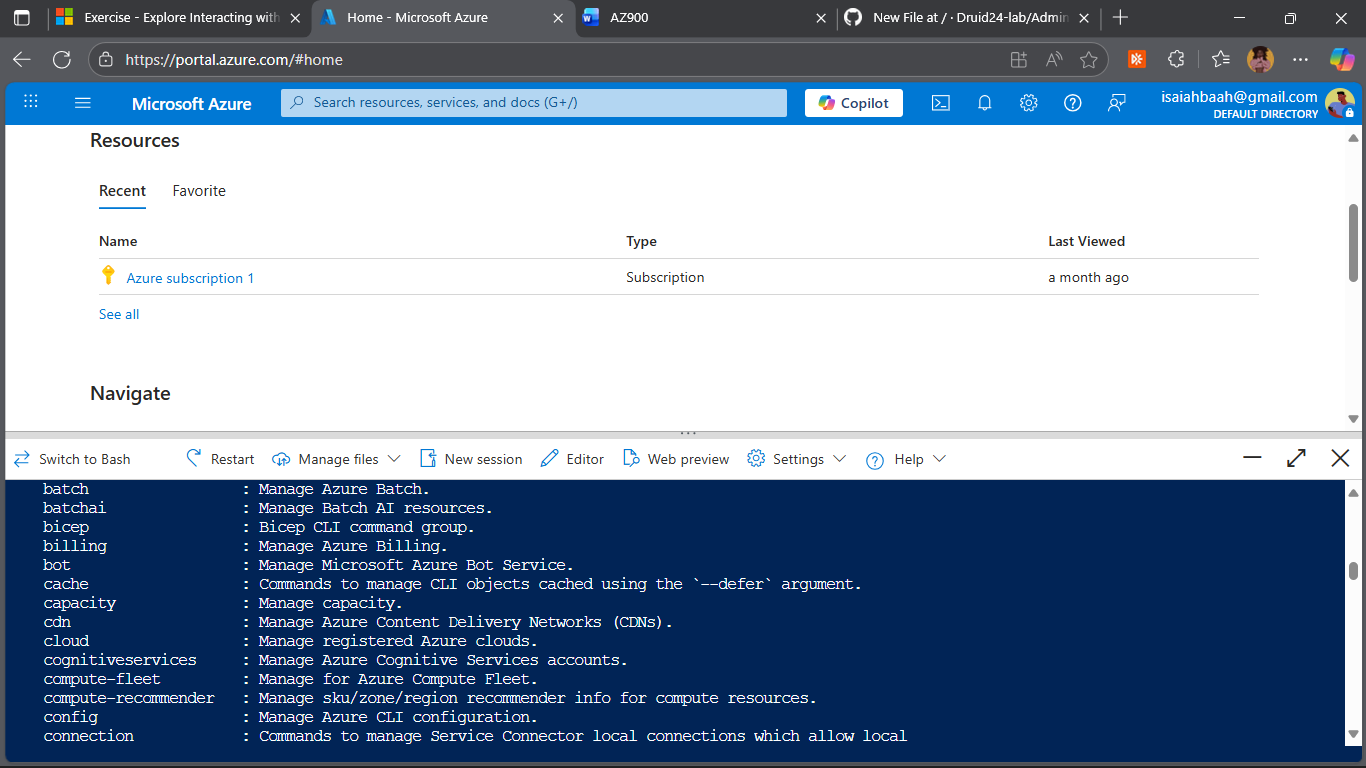 Exercise - Explore Interacting with
Home - Microsoft Azure
AZ900
New File at / · Druid24-lab/Admin
https://portal.azure.com/#home
Microsoft Azure
Search resources, services, and docs (G+/)
Copilot
isaiahbaah@gmail.com
DEFAULT DIRECTORY
Resources
Recent Favorite
Name Type Last Viewed
Azure subscription 1 Subscription a month ago
See all
Navigate
Switch to Bash Restart Manage files New session Editor Web preview Settings Help
batch : Manage Azure Batch.
batchai : Manage Batch AI resources.
bicep : Bicep CLI command group.
billing : Manage Azure Billing.
bot : Manage Microsoft Azure Bot Service.
cache : Commands to manage CLI objects cached using the `--defer` argument.
capacity : Manage capacity.
cdn : Manage Azure Content Delivery Networks (CDNs).
cloud : Manage registered Azure clouds.
cognitiveservices : Manage Azure Cognitive Services accounts.
compute-fleet : Manage for Azure Compute Fleet.
compute-recommender : Manage sku/zone/region recommender info for compute resources.
config : Manage Azure CLI configuration.
connection : Commands to manage Service Connector local connections which allow local